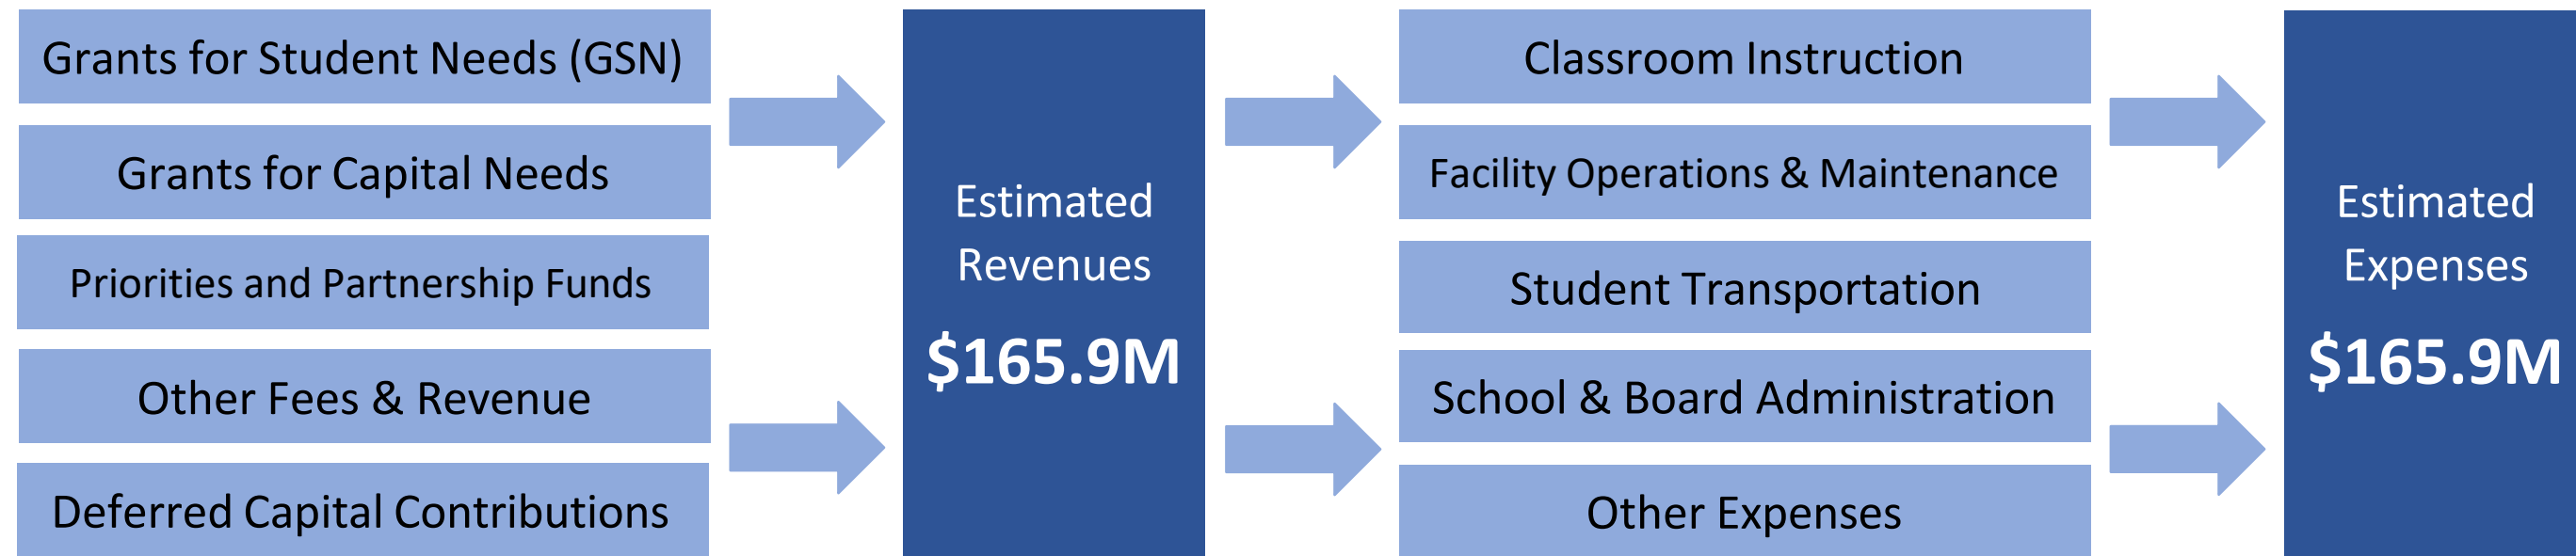 Grants for Student Needs (GSN)
Grants for Capital Needs
Priorities and Partnership Funds
Other Fees & Revenue
Deferred Capital Contributions
Estimated
Revenues
$165.9M
Classroom Instruction
Facility Operations & Maintenance
Student Transportation
School & Board Administration
Other Expenses
Estimated
Expenses
$165.9M